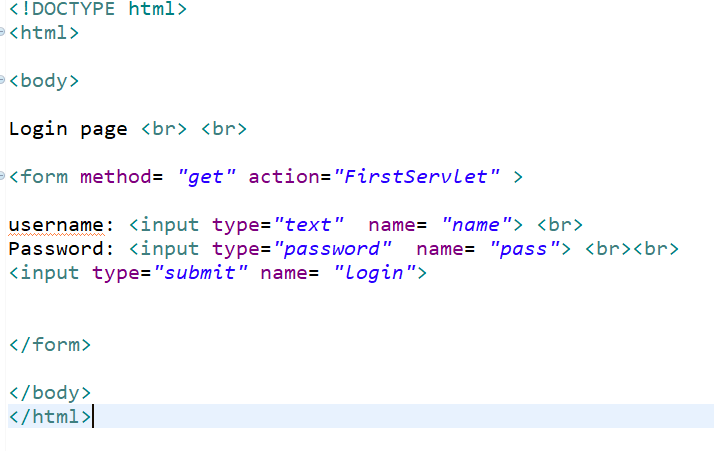 <!DOCTYPE html>
<html>
<body>
Login page <br> <br>
<form method= "get" action="FirstServlet" >
username: <input type="text"  name= "name"> <br>
Password: <input type="password"  name= "pass"> <br><br>
<input type="submit" name= "login">
</form>
</body>
</html>